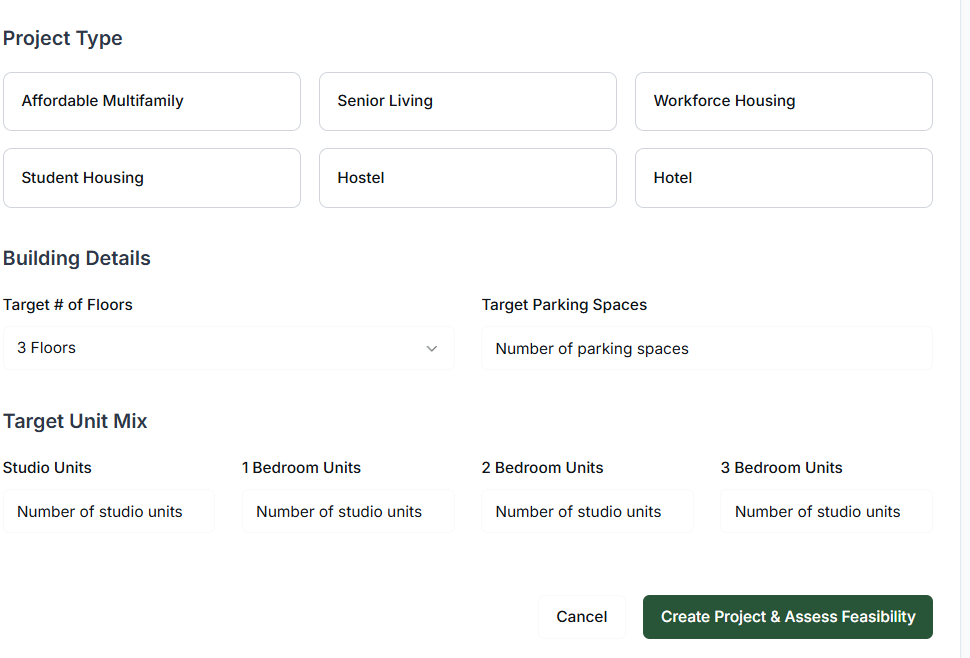 Project Type
Affordable Multifamily
Senior Living
Workforce Housing
Student Housing
Hostel
Hotel
Building Details
Target # of Floors
Target Parking Spaces
3 Floors
Number of parking spaces
Target Unit Mix
Studio Units
1 Bedroom Units
2 Bedroom Units
3 Bedroom Units
Number of studio units
Number of studio units
Number of studio units
Number of studio units
Cancel
Create Project & Assess Feasibility